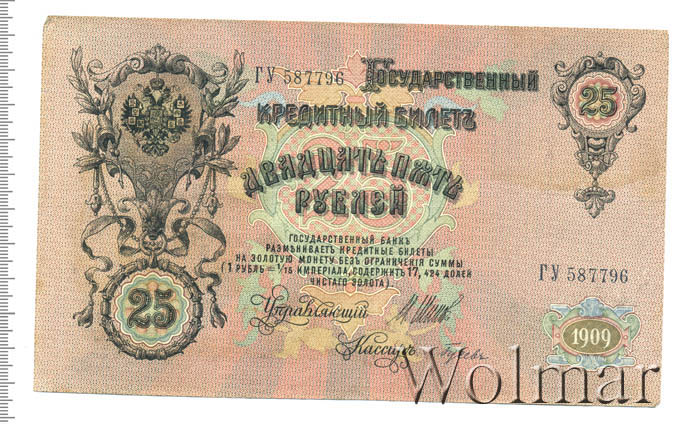 ГУ 587796
Государственный
25
кредитный билетъ
двадцать пять
рублей
ГОСУДАРСТВЕННЫЙ БАНКЪ
РАЗМѢНИВАЕТЪ КРЕДИТНЫЕ БИЛЕТЫ
НА ЗОЛОТУЮ МОНЕТУ БЕЗЪ ОГРАНИЧЕНІЯ СУММЫ
(1 РУБЛЬ = 1/15 ИМПЕРІАЛА, СОДЕРЖИТЪ 17, 424 ДОЛЕЙ
ЧИСТАГО ЗОЛОТА)
ГУ 587796
25
25
Управляющій
Кассиръ
1909
Wolmar